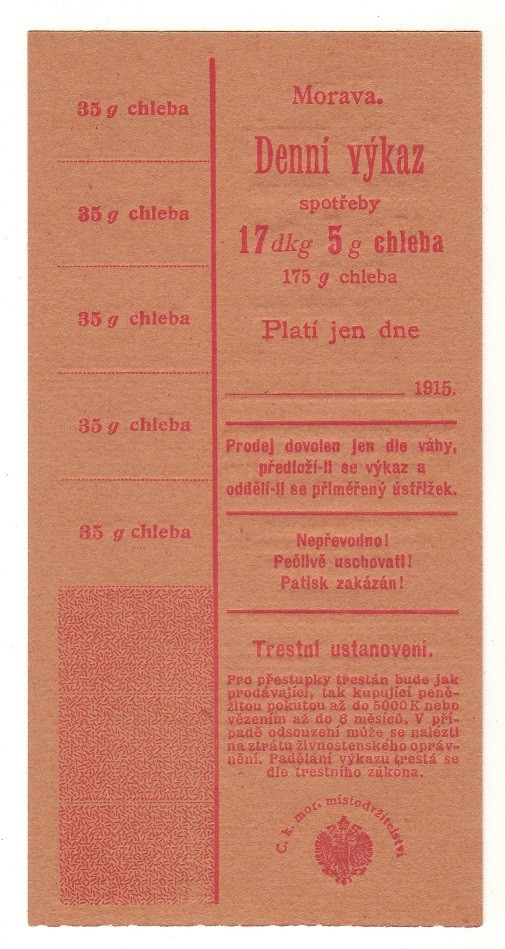 35 g chleba
35 g chleba
35 g chleba
35 g chleba
35 g chleba
Morava.
Denní výkaz
spotřeby
17 dkg 5 g chleba
175 g chleba
Platí jen dne
1915.
Prodej dovolen jen dle váhy,
předloží-li se výkaz a
oddělí-li se přiměřený ústřižek.
Nepřevodno!
Pečlivě uschovati!
Patisk zakázán!
Trestní ustanovení.
Pro přestupky trestán bude jak
prodávající, tak kupující peně-
žitou pokutou až do 5000 K nebo
vězením až do 6 měsíců. V pří-
padě odsouzení může se nalézti
na ztrátu živnostenského opráv-
nění. Padělání výkazu trestá se
dle trestního zákona.
C. k. mor. místodržitelství